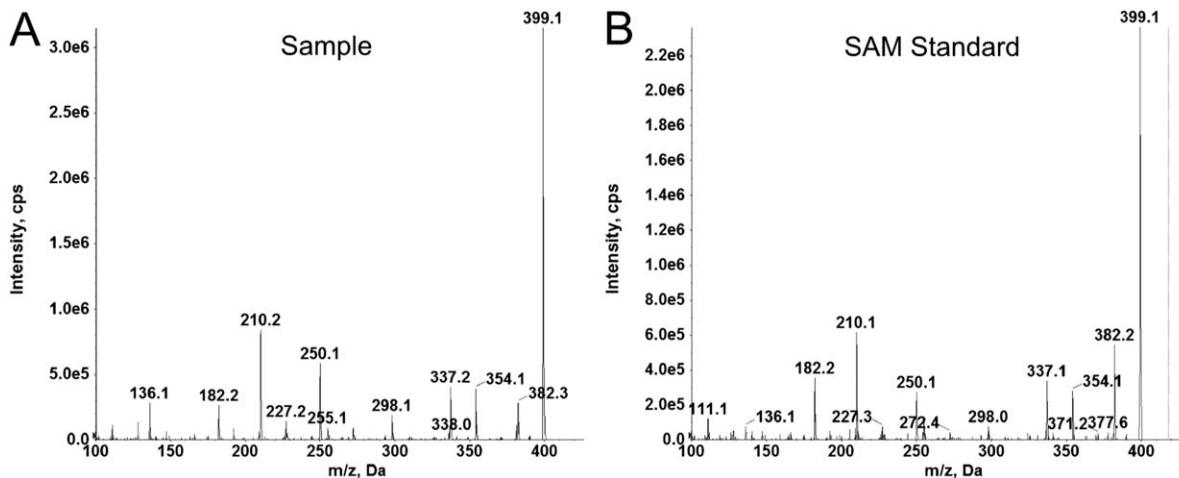 A
Sample
Intensity, cps
3.0e6
2.5e6
2.0e6
1.5e6
1.0e6
5.0e5
0.0
399.1
210.2
250.1
136.1
182.2
227.2
255.1
298.1
337.2
338.0
354.1
382.3
100 150 200 250 300 350 400
m/z, Da
B
SAM Standard
Intensity, cps
2.2e6
2.0e6
1.8e6
1.6e6
1.4e6
1.2e6
1.0e6
8.0e5
6.0e5
4.0e5
2.0e5
0.0
399.1
210.1
382.2
182.2
250.1
337.1
354.1
111.1
136.1
227.3
272.4
298.0
371.2
377.6
100 150 200 250 300 350 400
m/z, Da